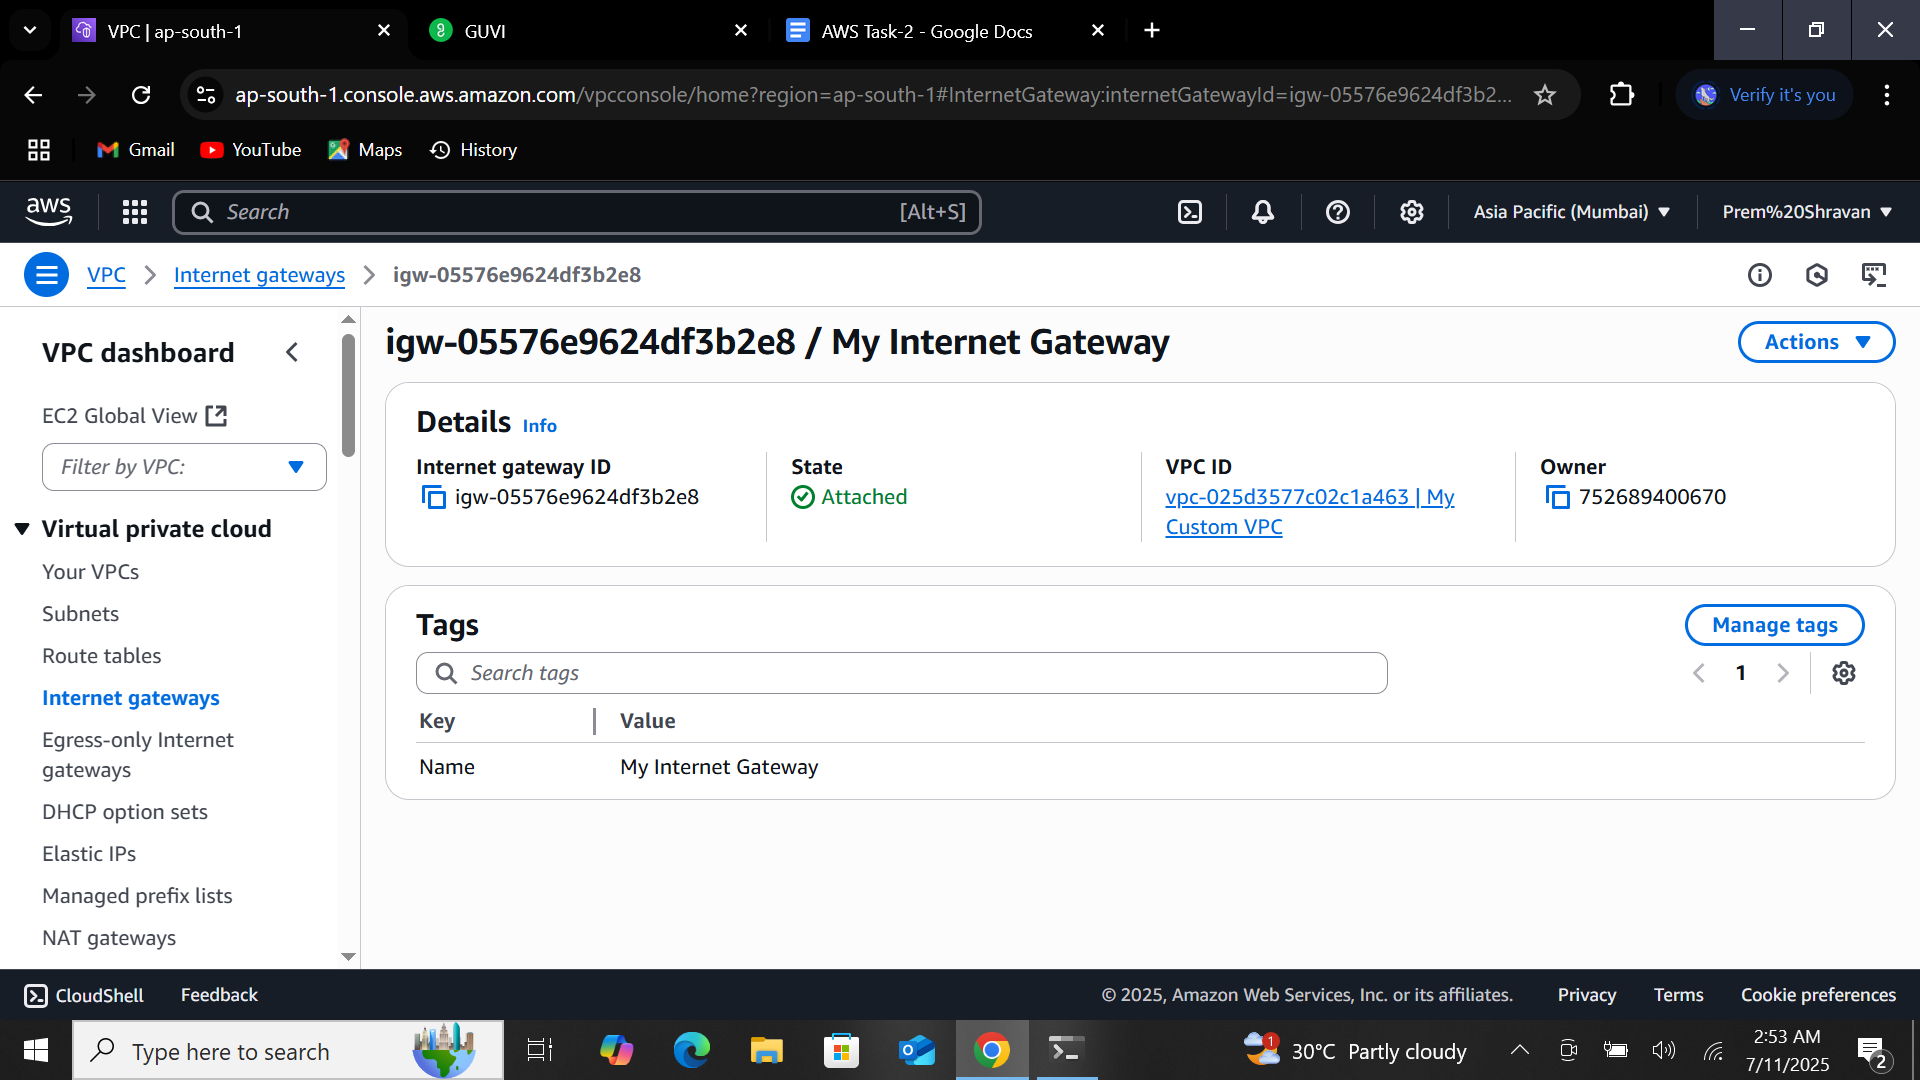 VPC | ap-south-1
GUVI
AWS Task-2 - Google Docs
ap-south-1.console.aws.amazon.com/vpcconsole/home?region=ap-south-1#InternetGateway:internetGatewayId=igw-05576e9624df3b2...
Verify it's you
Gmail
YouTube
Maps
History
aws
Search
[Alt+S]
Asia Pacific (Mumbai)
Prem%20Shravan
VPC
Internet gateways
igw-05576e9624df3b2e8
VPC dashboard
EC2 Global View
Filter by VPC:
Virtual private cloud
Your VPCs
Subnets
Route tables
Internet gateways
Egress-only Internet
gateways
DHCP option sets
Elastic IPs
Managed prefix lists
NAT gateways
igw-05576e9624df3b2e8 / My Internet Gateway
Actions
Details Info
Internet gateway ID
igw-05576e9624df3b2e8
State
Attached
VPC ID
vpc-025d3577c02c1a463 | My
Custom VPC
Owner
752689400670
Tags
Manage tags
Search tags
1
Key
Value
Name
My Internet Gateway
CloudShell
Feedback
© 2025, Amazon Web Services, Inc. or its affiliates.
Privacy
Terms
Cookie preferences
Type here to search
1
30°C Partly cloudy
2:53 AM
7/11/2025
2